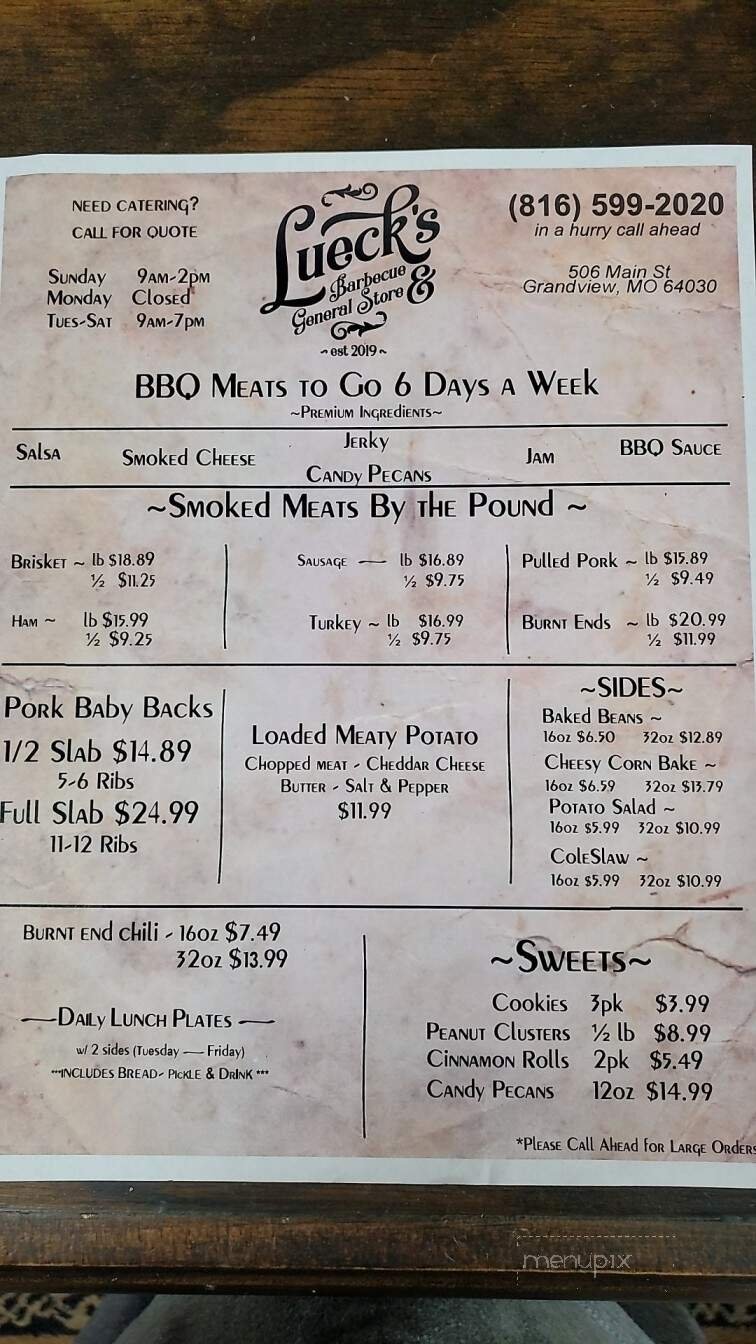 NEED CATERING?
CALL FOR QUOTE
SUNDAY 9AM-2PM
MONDAY CLOSED
TUES-SAT 9AM-7PM
Lueck's
Barbecue &
General Store
~ est 2019 ~
(816) 599-2020
in a hurry call ahead
506 Main St
Grandview, MO 64030
BBQ MEATS TO GO 6 DAYS A WEEK
~PREMIUM INGREDIENTS~
SALSA
SMOKED CHEESE
JERKY
CANDY PECANS
JAM
BBQ SAUCE
~SMOKED MEATS BY THE POUND ~
BRISKET ~ lb $18.89
½ $11.25
HAM ~ lb $15.99
½ $9.25
SAUSAGE — lb $16.89
½ $9.75
TURKEY ~ lb $16.99
½ $9.75
PULLED PORK ~ lb $15.89
½ $9.49
BURNT ENDS ~ lb $20.99
½ $11.99
PORK BABY BACKS
1/2 SLAB $14.89
5-6 RIBS
FULL SLAB $24.99
11-12 RIBS
LOADED MEATY POTATO
CHOPPED MEAT - CHEDDAR CHEESE
BUTTER - SALT & PEPPER
$11.99
~SIDES~
BAKED BEANS ~
16OZ $6.50 32OZ $12.89
CHEESY CORN BAKE ~
16OZ $6.59 32OZ $13.79
POTATO SALAD ~
16OZ $5.99 32OZ $10.99
COLESLAW ~
16OZ $5.99 32OZ $10.99
BURNT END CHILI - 16OZ $7.49
32OZ $13.99
—DAILY LUNCH PLATES —
w/ 2 sides (Tuesday — Friday)
***INCLUDES BREAD- PICKLE & DRINK ***
~SWEETS~
COOKIES 3pk $3.99
PEANUT CLUSTERS ½ lb $8.99
CINNAMON ROLLS 2pk $5.49
CANDY PECANS 12OZ $14.99
*PLEASE CALL AHEAD FOR LARGE ORDERS
menupix